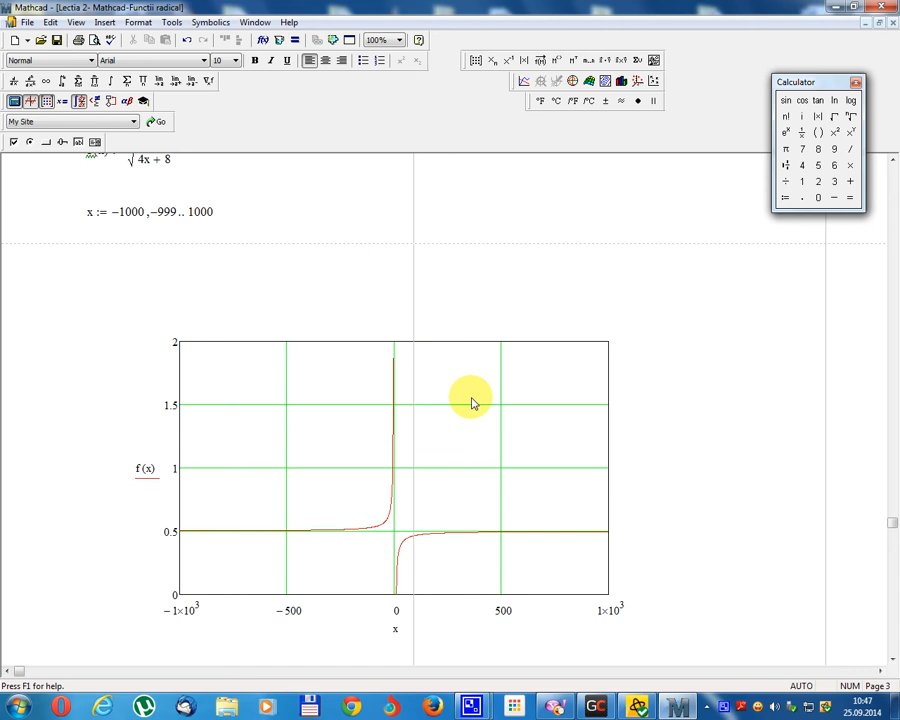 Mathcad - [Lectia 2- Mathcad-Functii radical]
File Edit View Insert Format Tools Symbolics Window Help
100%
Normal Arial 10 B I U
My Site Go
Calculator
sin cos tan ln log
n! i |×| √ ⁿ√
eˣ 1/x ( ) x² xʸ
π 7 8 9 /
4 5 6 ×
÷ 1 2 3 +
:= . 0 − =
°F °C °F °C ± ≈ ● ॥
√4x + 8
x := −1000 ,−999 .. 1000
2
1.5
f (x) 1
0.5
0
−1×10³ −500 0 500 1×10³
x
Press F1 for help. AUTO NUM Page 3
10:47
25.09.2014